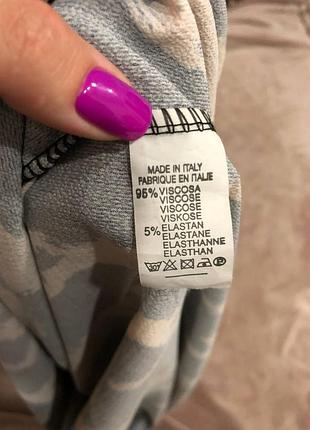 MADE IN ITALY
FABRIQUE EN ITALIE
95% VISCOSA
VISCOSE
VISCOSE
VISKOSE
5% ELASTAN
ELASTANE
ELASTHANNE
ELASTHAN